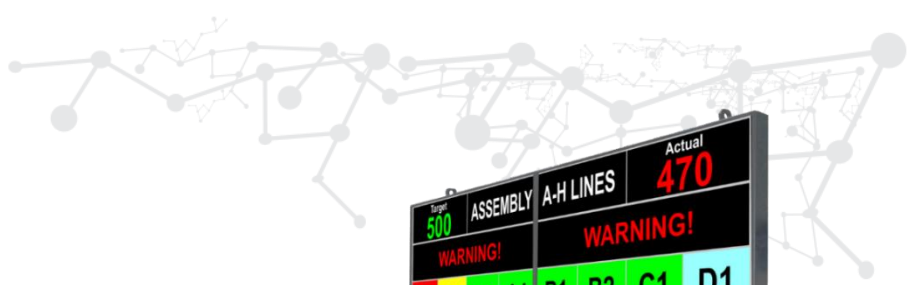 Target
500
ASSEMBLY
A-H LINES
Actual
470
WARNING!
WARNING!
B1 B2 C1 D1